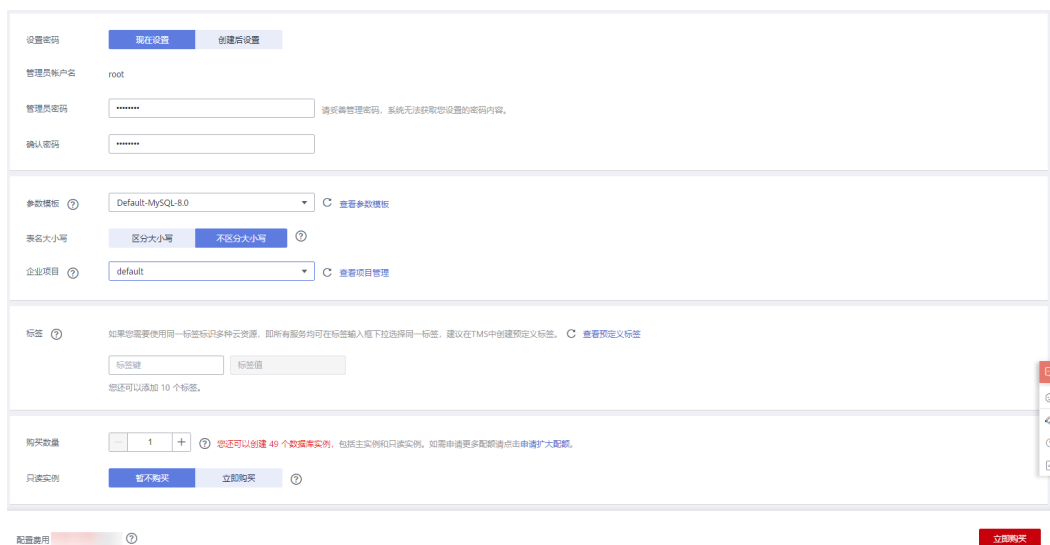 设置密码 现在设置 创建后设置
管理员帐户名 root
管理员密码 •••••••• 请妥善管理密码，系统无法获取您设置的密码内容。
确认密码 ••••••••
参数模板 ? Default-MySQL-8.0 查看参数模板
表名大小写 区分大小写 不区分大小写 ?
企业项目 ? default 查看项目管理
标签 ? 如果您需要使用同一标签标识多种云资源，即所有服务均可在标签输入框下拉选择同一标签，建议在TMS中创建预定义标签。 查看预定义标签
标签键 标签值
您还可以添加 10 个标签。
购买数量 — 1 + ? 您还可以创建 49 个数据库实例，包括主实例和只读实例。如需申请更多配额请点击申请扩大配额。
只读实例 暂不购买 立即购买 ?
配置费用 ? 立即购买